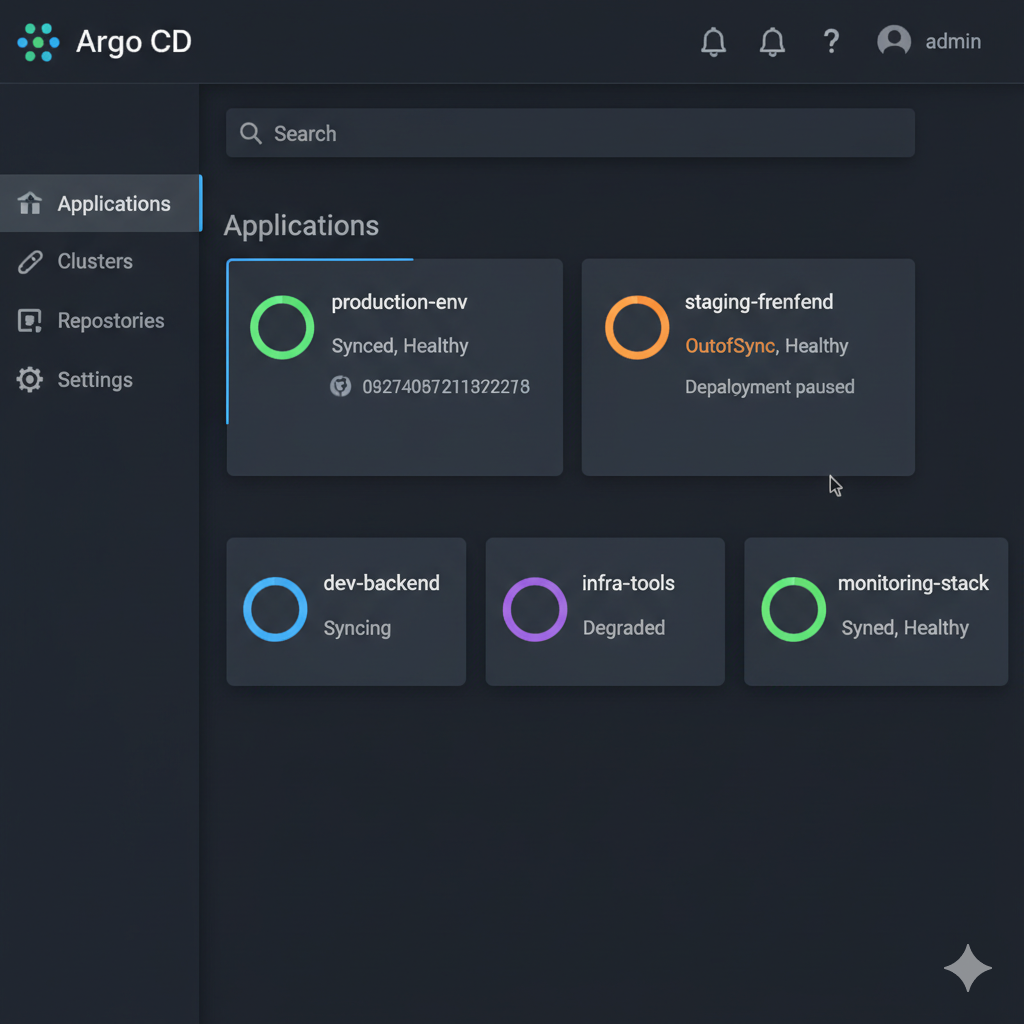 Argo CD
admin
Search
Applications
Clusters
Repostories
Settings
Applications
production-env
Synced, Healthy
09274067211322278
staging-frenfend
OutofSync, Healthy
Depaloyment paused
dev-backend
Syncing
infra-tools
Degraded
monitoring-stack
Syned, Healthy